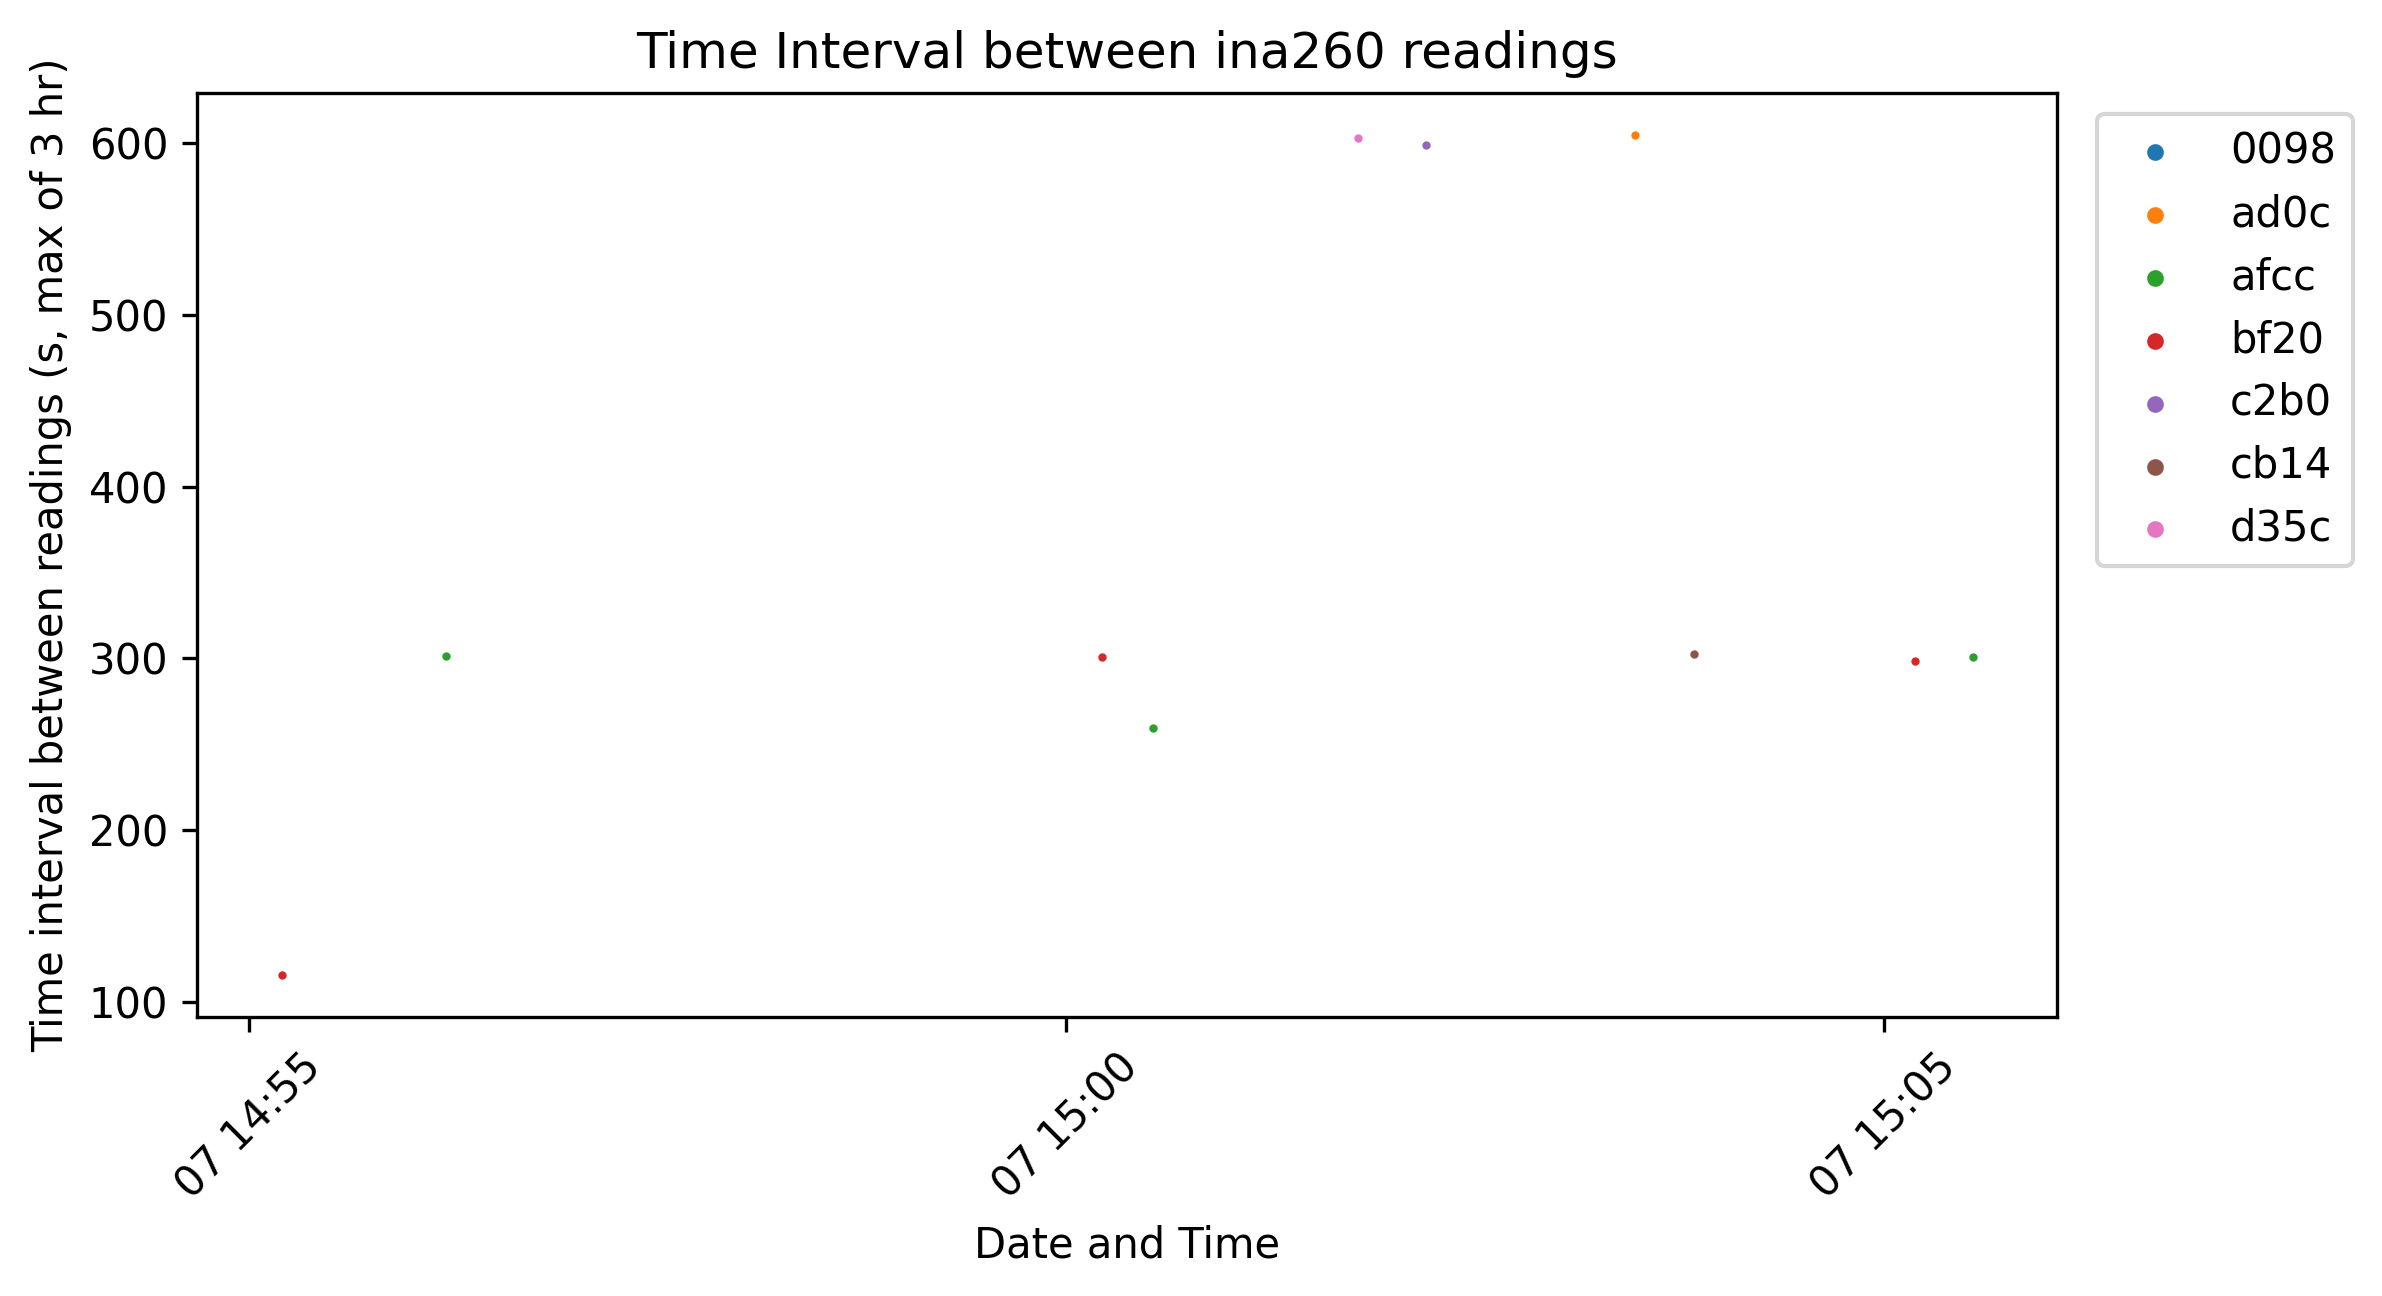 Time Interval between ina260 readings
Time interval between readings (s, max of 3 hr)
600
500
400
300
200
100
07 14:55
07 15:00
07 15:05
Date and Time
0098
ad0c
afcc
bf20
c2b0
cb14
d35c